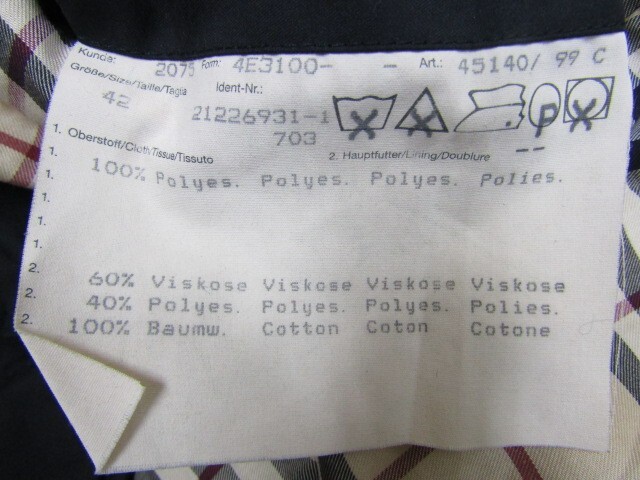 Kunde: 2075 Form: 4E3100- - Art.: 45140/ 99 C
Größe/Size/Taille/Tagia Ident-Nr.:
42 21226931-1
703
1. Oberstoff/Cloth/Tissue/Tissuto 2. Hauptfutter/Lining/Doublure
1. 100% Polyes. Polyes. Polyes. Polies. --
1.
1.
1.
1.
2. 60% Viskose Viskose Viskose Viskose
2. 40% Polyes. Polyes. Polyes. Polies.
2. 100% Baumw. Cotton Coton Cotone
P